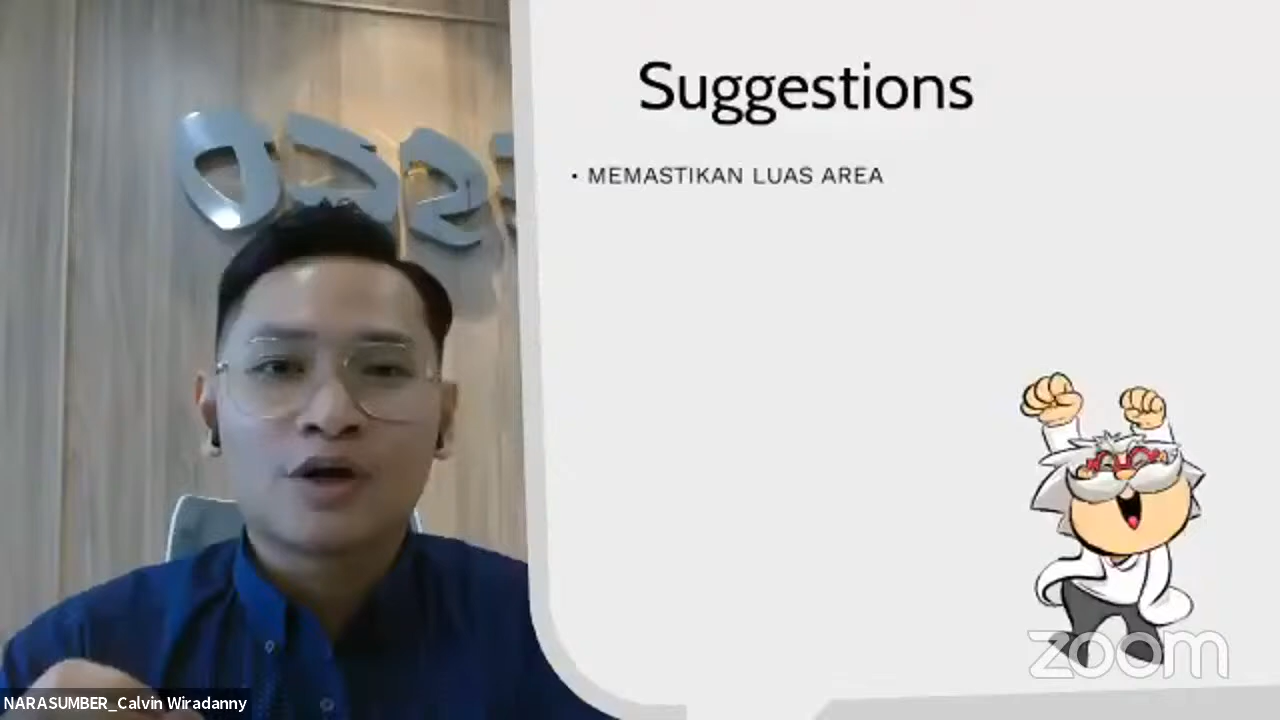 Suggestions
• MEMASTIKAN LUAS AREA
zoom
NARASUMBER_Calvin Wiradanny